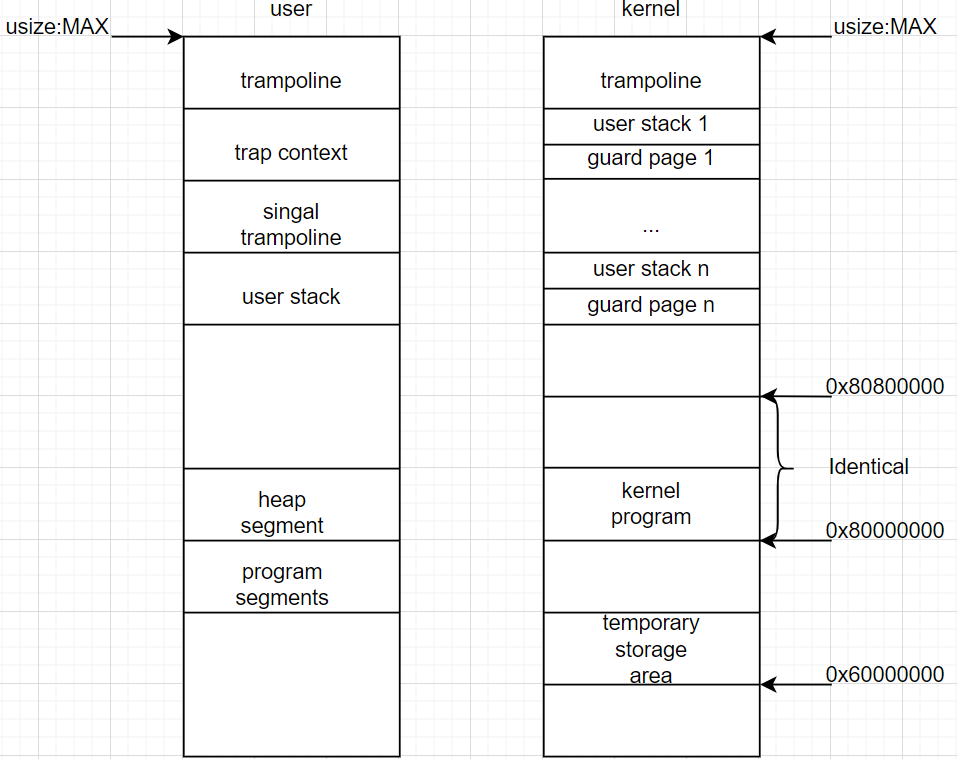 user
kernel
usize:MAX
usize:MAX
trampoline
trap context
singal
trampoline
user stack
heap
segment
program
segments
trampoline
user stack 1
guard page 1
...
user stack n
guard page n
kernel
program
temporary
storage
area
0x80800000
Identical
0x80000000
0x60000000